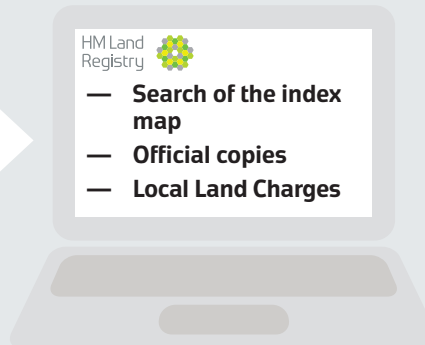 HM Land
Registry
— Search of the index
map
— Official copies
— Local Land Charges